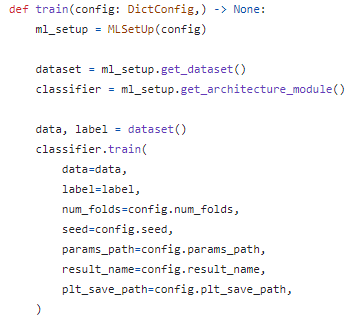 def train(config: DictConfig,) -> None:
    ml_setup = MLSetUp(config)

    dataset = ml_setup.get_dataset()
    classifier = ml_setup.get_architecture_module()

    data, label = dataset()
    classifier.train(
        data=data,
        label=label,
        num_folds=config.num_folds,
        seed=config.seed,
        params_path=config.params_path,
        result_name=config.result_name,
        plt_save_path=config.plt_save_path,
    )